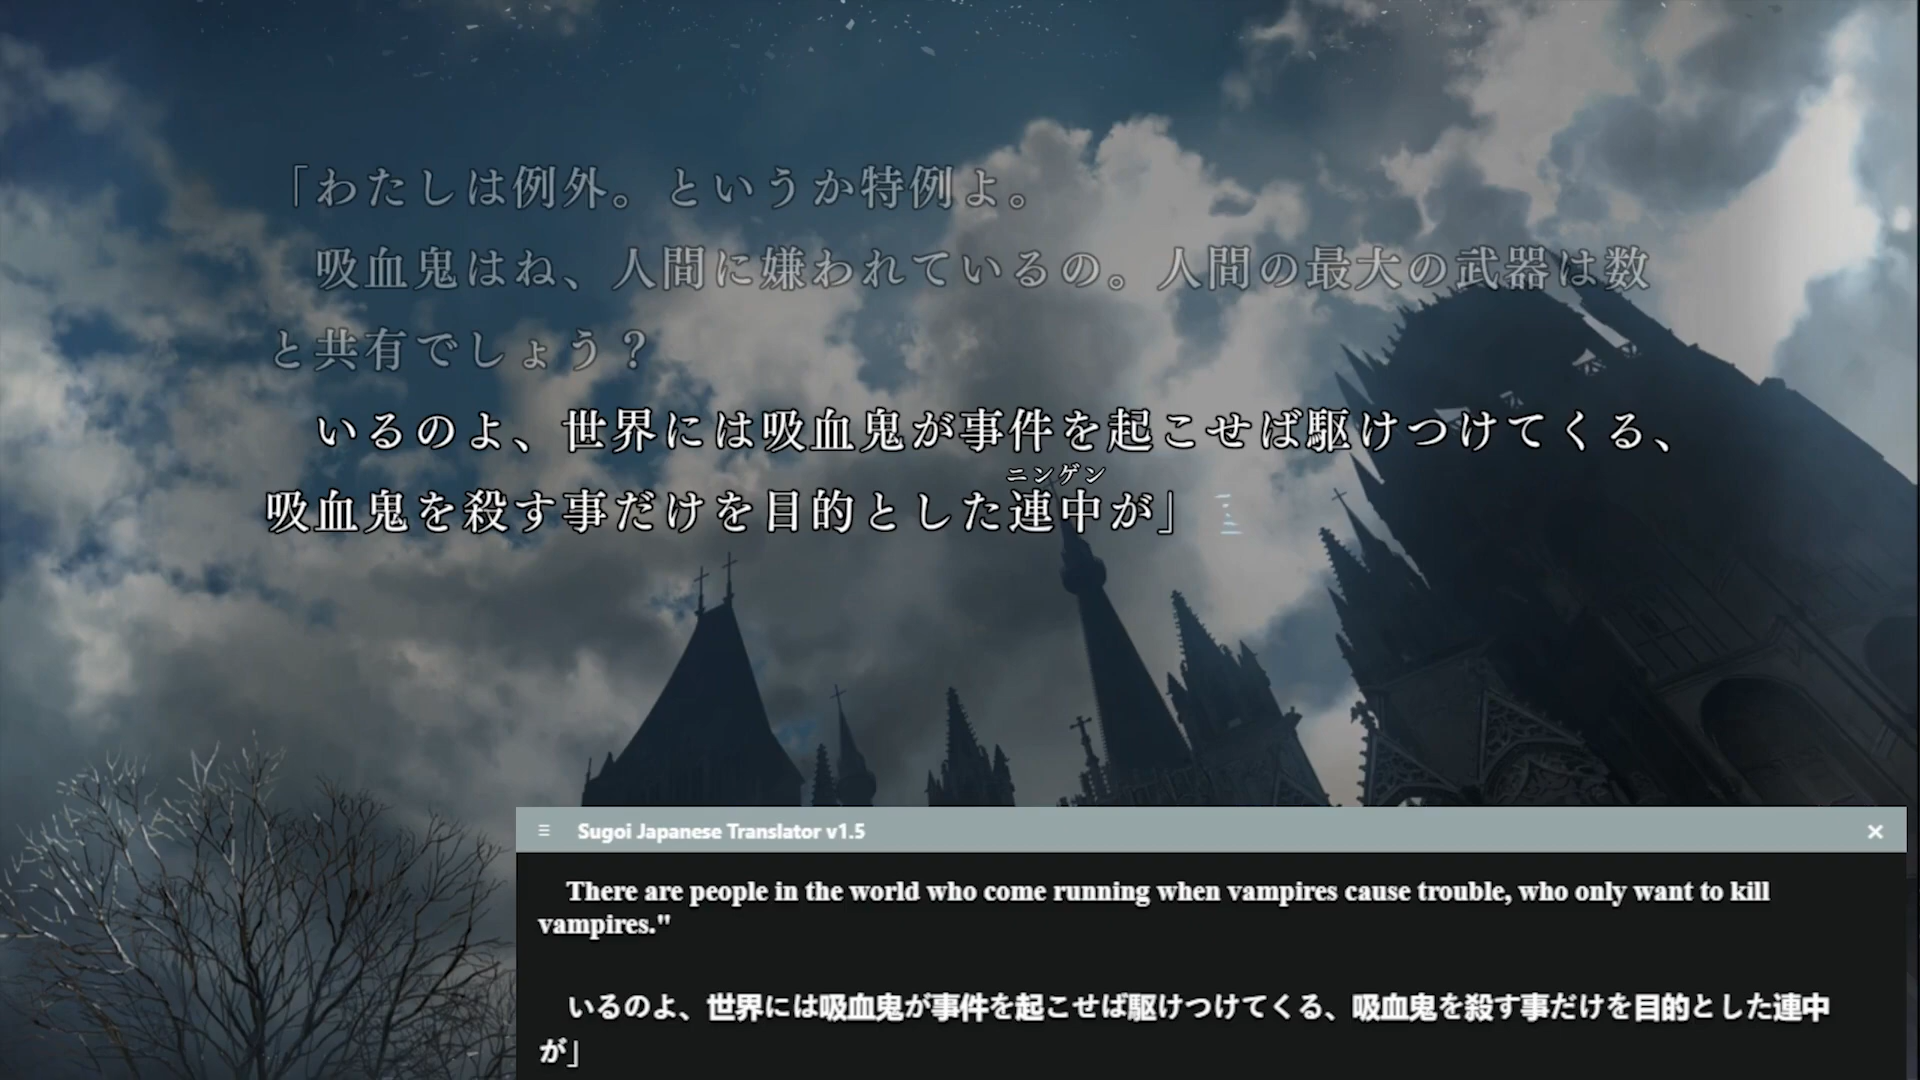 「わたしは例外。というか特例よ。
吸血鬼はね、人間に嫌われているの。人間の最大の武器は数
と共有でしょう？
いるのよ、世界には吸血鬼が事件を起こせば駆けつけてくる、
ニンゲン
吸血鬼を殺す事だけを目的とした連中が」
≡ Sugoi Japanese Translator v1.5 ×
There are people in the world who come running when vampires cause trouble, who only want to kill
vampires."
いるのよ、世界には吸血鬼が事件を起こせば駆けつけてくる、吸血鬼を殺す事だけを目的とした連中
が」